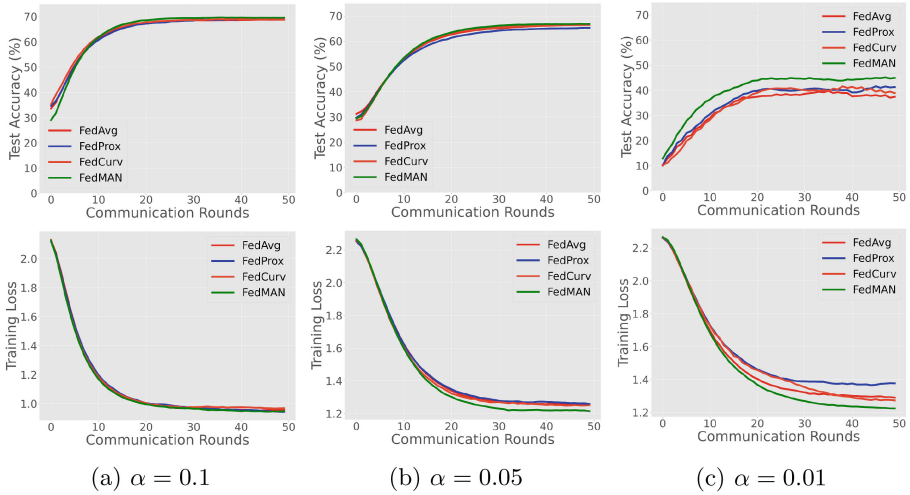 Test Accuracy (%)
70
60
50
40
30
20
10
0
0 10 20 30 40 50
Communication Rounds
FedAvg
FedProx
FedCurv
FedMAN
Test Accuracy (%)
70
60
50
40
30
20
10
0
0 10 20 30 40 50
Communication Rounds
FedAvg
FedProx
FedCurv
FedMAN
Test Accuracy (%)
70
60
50
40
30
20
10
0
0 10 20 30 40 50
Communication Rounds
FedAvg
FedProx
FedCurv
FedMAN
Training Loss
2.0
1.8
1.6
1.4
1.2
1.0
0 10 20 30 40 50
Communication Rounds
FedAvg
FedProx
FedCurv
FedMAN
Training Loss
2.2
2.0
1.8
1.6
1.4
1.2
0 10 20 30 40 50
Communication Rounds
FedAvg
FedProx
FedCurv
FedMAN
Training Loss
2.2
2.0
1.8
1.6
1.4
1.2
0 10 20 30 40 50
Communication Rounds
FedAvg
FedProx
FedCurv
FedMAN
(a) α = 0.1
(b) α = 0.05
(c) α = 0.01